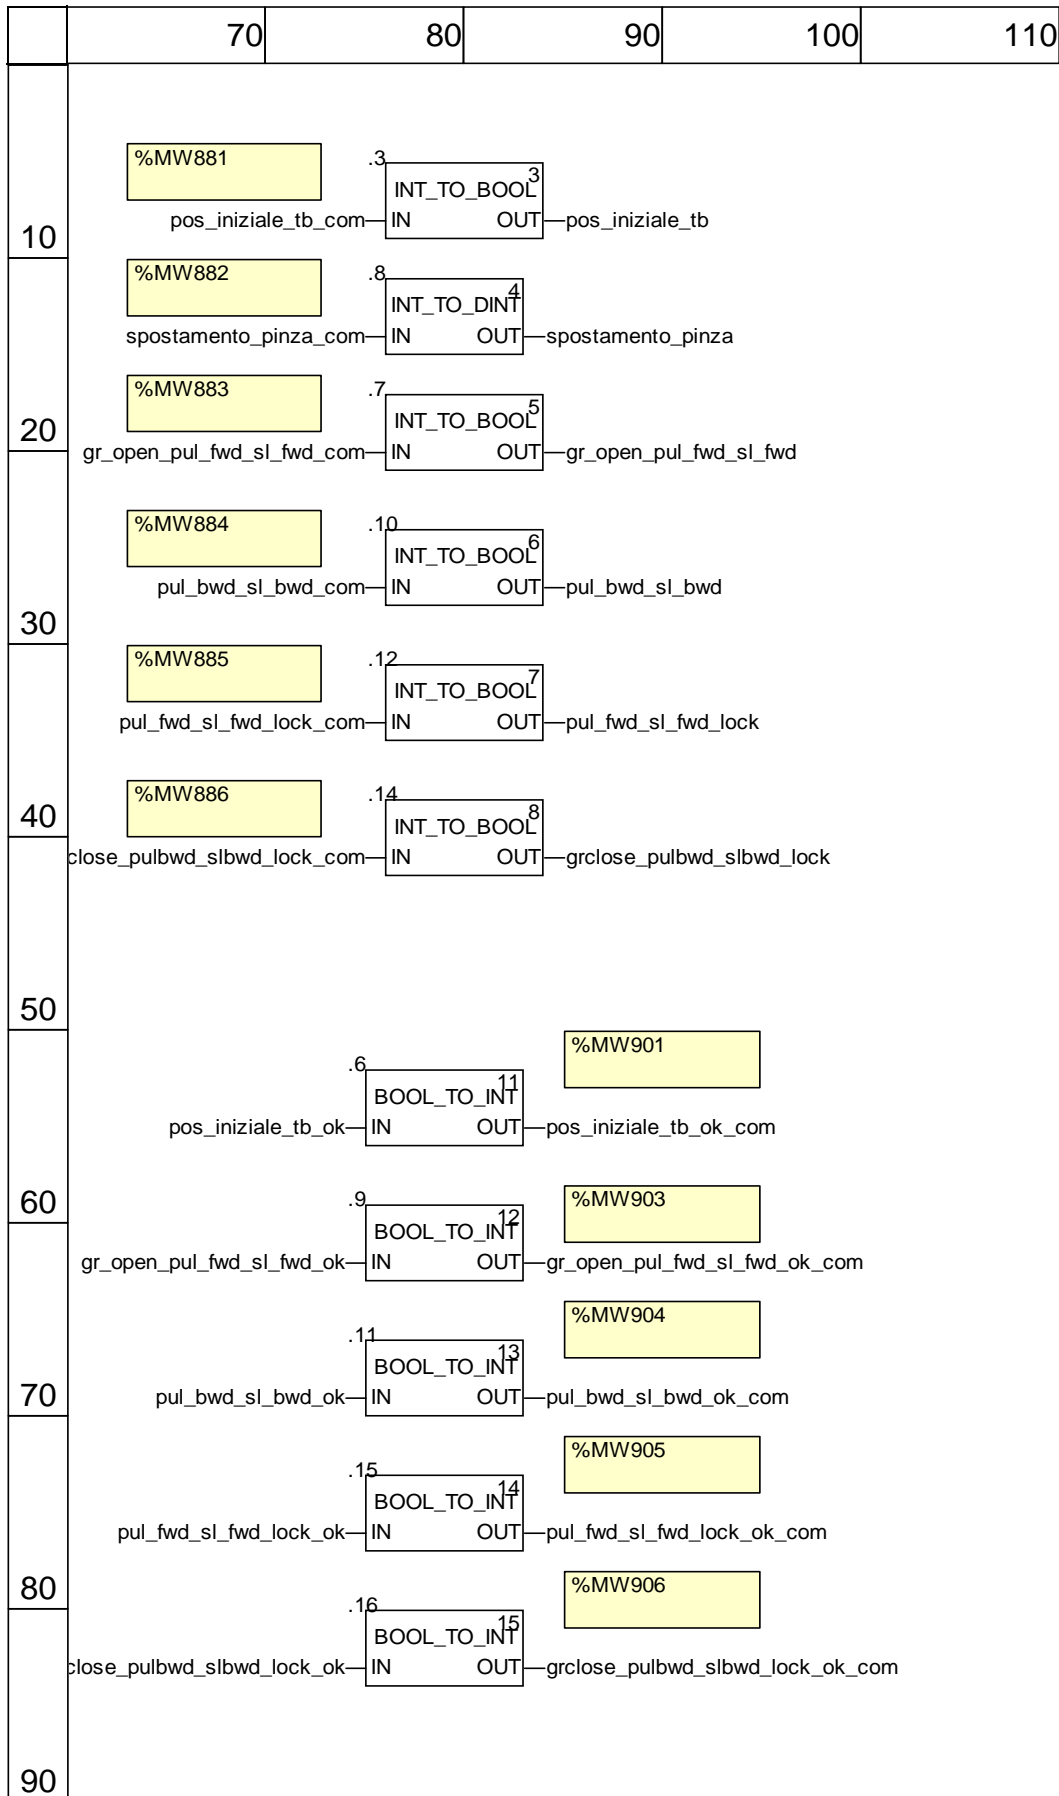 70 80 90 100 110
%MW881
.3 3
INT_TO_BOOL
pos_iniziale_tb_com IN OUT pos_iniziale_tb
10
%MW882
.8 4
INT_TO_DINT
spostamento_pinza_com IN OUT spostamento_pinza
%MW883
.7 5
INT_TO_BOOL
20
gr_open_pul_fwd_sl_fwd_com IN OUT gr_open_pul_fwd_sl_fwd
%MW884
.10 6
INT_TO_BOOL
pul_bwd_sl_bwd_com IN OUT pul_bwd_sl_bwd
30
%MW885
.12 7
INT_TO_BOOL
pul_fwd_sl_fwd_lock_com IN OUT pul_fwd_sl_fwd_lock
%MW886
.14 8
40
INT_TO_BOOL
close_pulbwd_slbwd_lock_com IN OUT grclose_pulbwd_slbwd_lock
50
%MW901
.6 11
BOOL_TO_INT
pos_iniziale_tb_ok IN OUT pos_iniziale_tb_ok_com
60
%MW903
.9 12
BOOL_TO_INT
gr_open_pul_fwd_sl_fwd_ok IN OUT gr_open_pul_fwd_sl_fwd_ok_com
%MW904
.11 13
BOOL_TO_INT
70
pul_bwd_sl_bwd_ok IN OUT pul_bwd_sl_bwd_ok_com
%MW905
.15 14
BOOL_TO_INT
pul_fwd_sl_fwd_lock_ok IN OUT pul_fwd_sl_fwd_lock_ok_com
80
%MW906
.16 15
BOOL_TO_INT
close_pulbwd_slbwd_lock_ok IN OUT grclose_pulbwd_slbwd_lock_ok_com
90